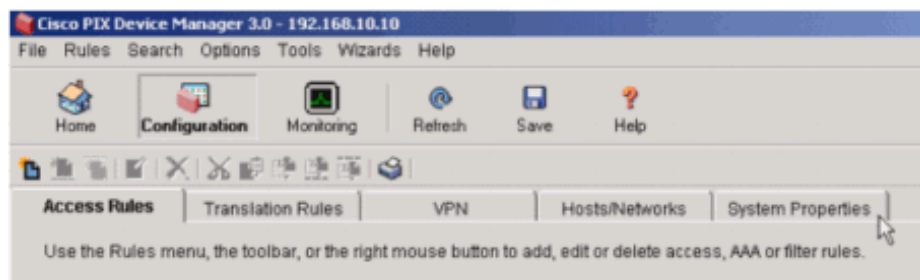 Cisco PIX Device Manager 3.0 - 192.168.10.10
File Rules Search Options Tools Wizards Help
Home Configuration Monitoring Refresh Save Help
Access Rules Translation Rules VPN Hosts/Networks System Properties
Use the Rules menu, the toolbar, or the right mouse button to add, edit or delete access, AAA or filter rules.